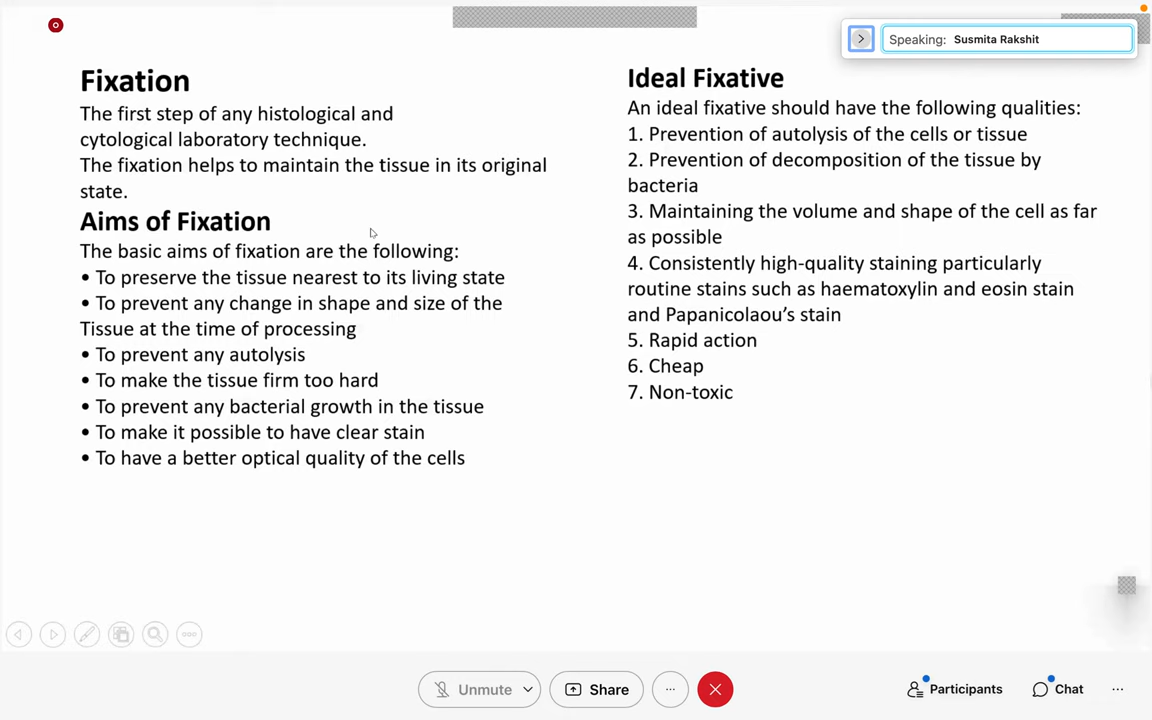 Speaking: Susmita Rakshit
Fixation
The first step of any histological and
cytological laboratory technique.
The fixation helps to maintain the tissue in its original
state.
Aims of Fixation
The basic aims of fixation are the following:
• To preserve the tissue nearest to its living state
• To prevent any change in shape and size of the
Tissue at the time of processing
• To prevent any autolysis
• To make the tissue firm too hard
• To prevent any bacterial growth in the tissue
• To make it possible to have clear stain
• To have a better optical quality of the cells
Ideal Fixative
An ideal fixative should have the following qualities:
1. Prevention of autolysis of the cells or tissue
2. Prevention of decomposition of the tissue by
bacteria
3. Maintaining the volume and shape of the cell as far
as possible
4. Consistently high-quality staining particularly
routine stains such as haematoxylin and eosin stain
and Papanicolaou's stain
5. Rapid action
6. Cheap
7. Non-toxic
Unmute
Share
Participants
Chat